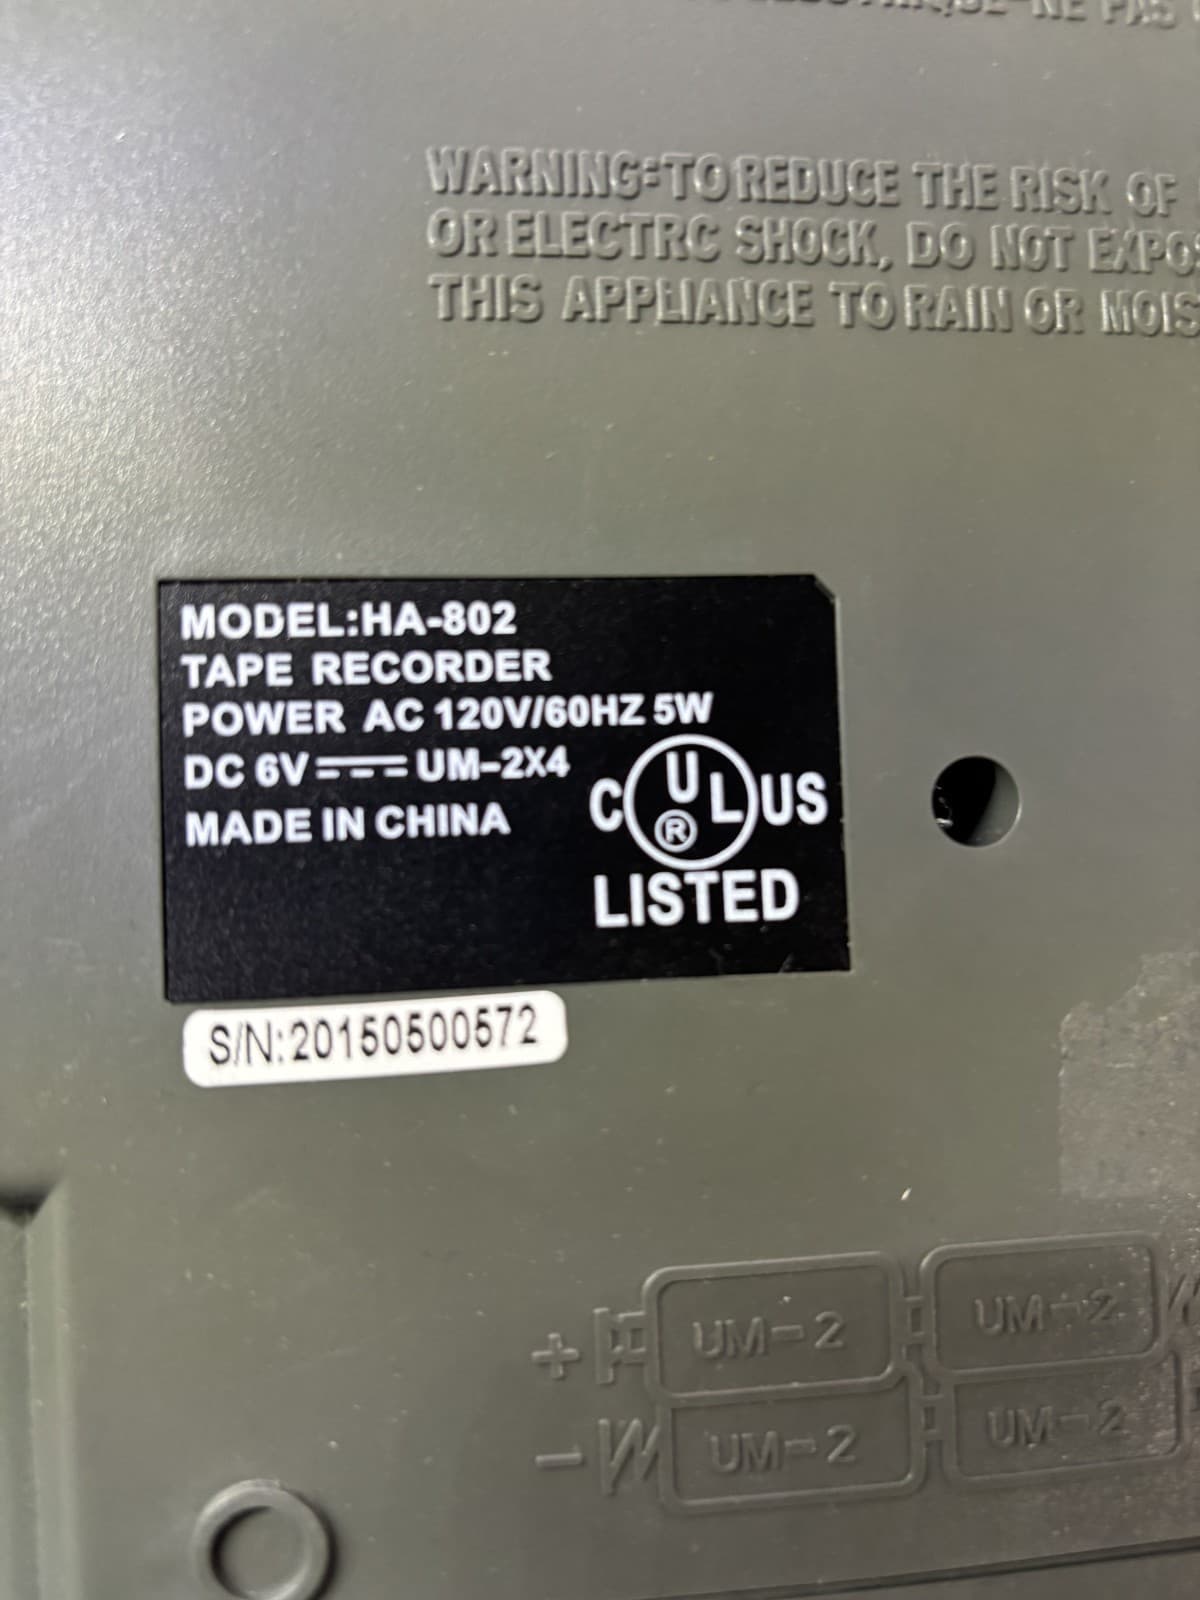 NE PAS
WARNING:TO REDUCE THE RISK OF
OR ELECTRC SHOCK, DO NOT
THIS APPLIANCE TO RAIN OR
MODEL:HA-802
TAPE RECORDER
POWER AC 120V/60HZ 5W
DC 6V UM-2X4
MADE IN CHINA
C UL® US
LISTED
S/N:20150500572
+ UM-2 UM-2
- UM-2 UM-2